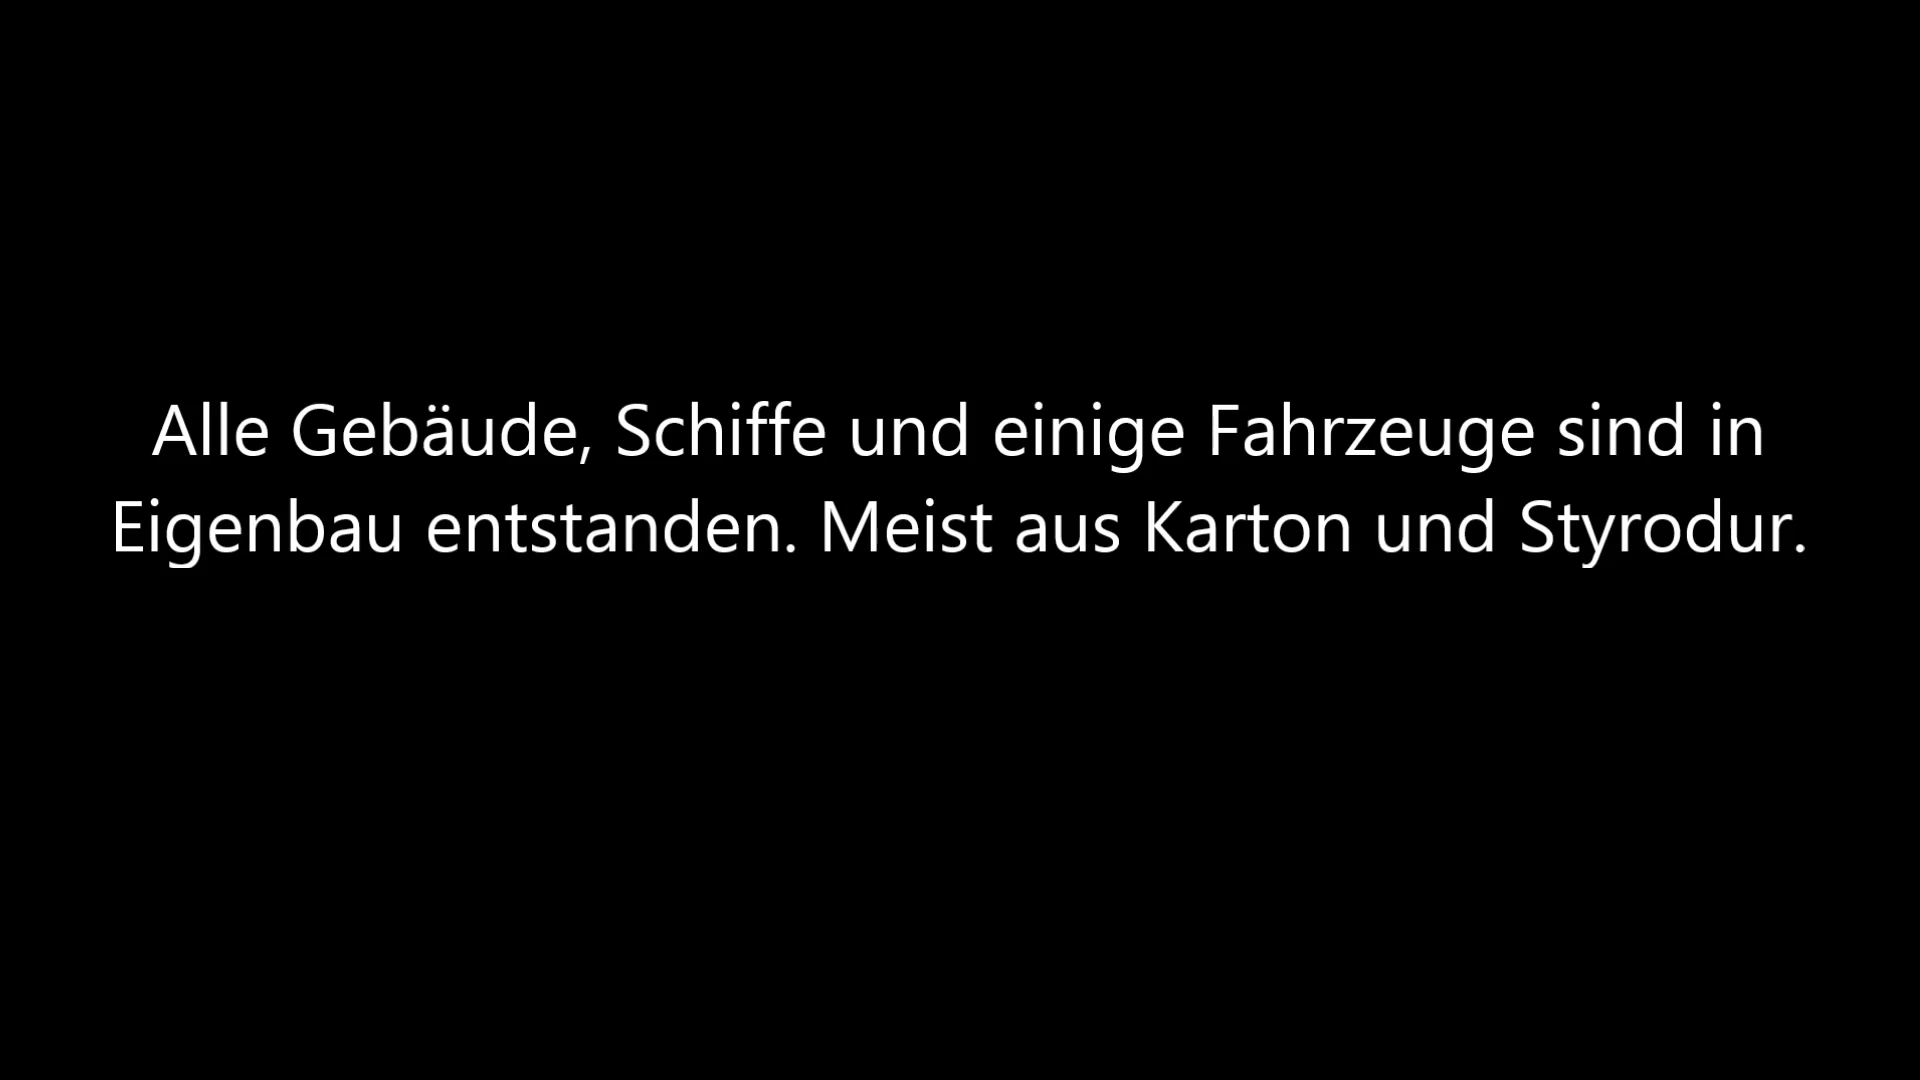 Alle Gebäude, Schiffe und einige Fahrzeuge sind in
Eigenbau entstanden. Meist aus Karton und Styrodur.